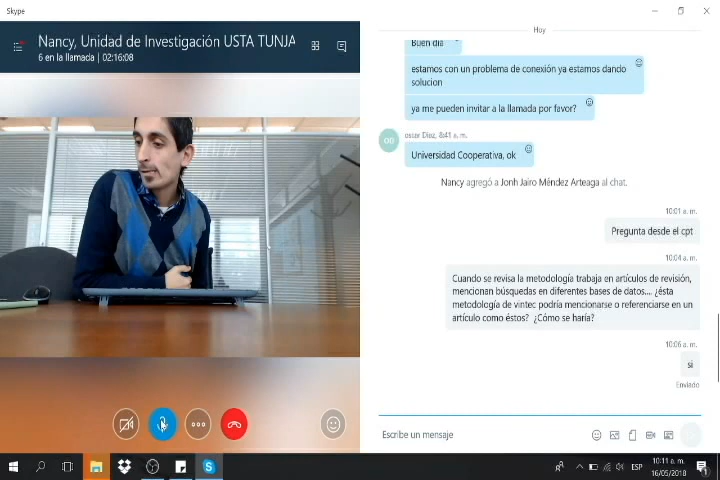 Skype
Nancy, Unidad de Investigación USTA TUNJA
6 en la llamada | 02:16:08
Hoy
Buen día
estamos con un problema de conexión ya estamos dando
solucion
ya me pueden invitar a la llamada por favor?
OD
oscar Diaz, 8:41 a. m.
Universidad Cooperativa, ok
Nancy agregó a Jonh Jairo Méndez Arteaga al chat.
10:01 a. m.
Pregunta desde el cpt
10:04 a. m.
Cuando se revisa la metodología trabaja en artículos de revisión,
mencionan búsquedas en diferentes bases de datos.... ¿ésta
metodología de vintec podría mencionarse o referenciarse en un
artículo como éstos? ¿Cómo se haría?
10:06 a. m.
si
Enviado
Escribe un mensaje
ESP
10:11 a. m.
16/05/2018